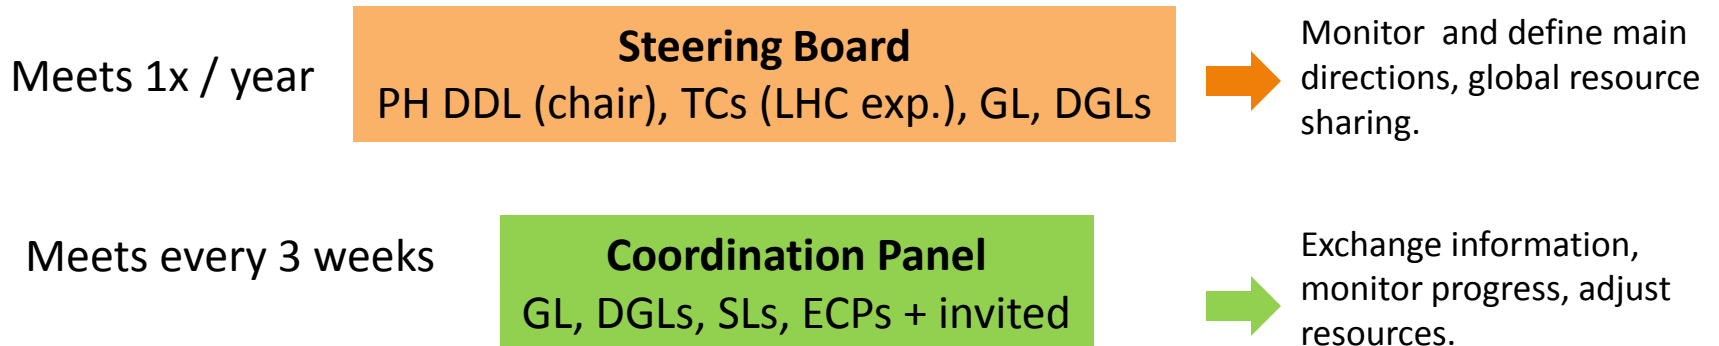 Meets 1x / year
Steering Board
PH DDL (chair), TCs (LHC exp.), GL, DGLs
Monitor and define main
directions, global resource
sharing.
Meets every 3 weeks
Coordination Panel
GL, DGLs, SLs, ECPs + invited
Exchange information,
monitor progress, adjust
resources.